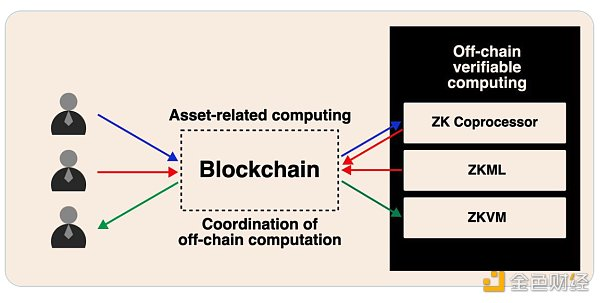 Off-chain
verifiable
computing
Asset-related computing
ZK Coprocessor
Blockchain
ZKML
Coordination of
off-chain computation
ZKVM
金色财经